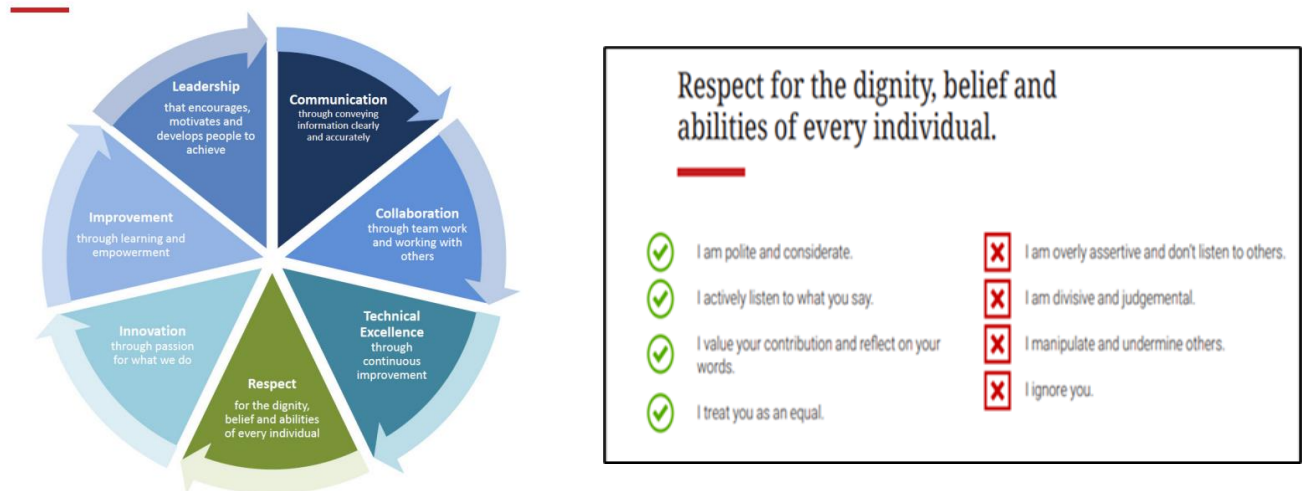 Leadership
that encourages,
motivates and
develops people to
achieve
Communication
through conveying
information clearly
and accurately
Collaboration
through team work
and working with
others
Technical
Excellence
through
continuous
improvement
Respect
for the dignity,
belief and abilities
of every individual
Innovation
through passion
for what we do
Improvement
through learning and
empowerment
Respect for the dignity, belief and
abilities of every individual.
I am polite and considerate.
I actively listen to what you say.
I value your contribution and reflect on your
words.
I treat you as an equal.
I am overly assertive and don't listen to others.
I am divisive and judgemental.
I manipulate and undermine others.
I ignore you.